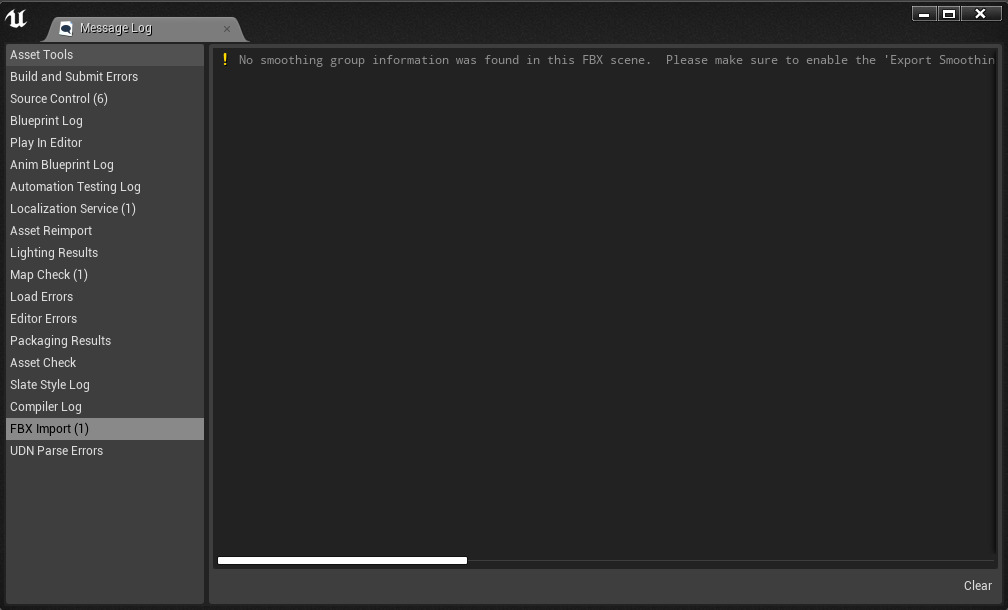 Message Log
Asset Tools
Build and Submit Errors
Source Control (6)
Blueprint Log
Play In Editor
Anim Blueprint Log
Automation Testing Log
Localization Service (1)
Asset Reimport
Lighting Results
Map Check (1)
Load Errors
Editor Errors
Packaging Results
Asset Check
Slate Style Log
Compiler Log
FBX Import (1)
UDN Parse Errors
! No smoothing group information was found in this FBX scene.  Please make sure to enable the 'Export Smoothin
Clear